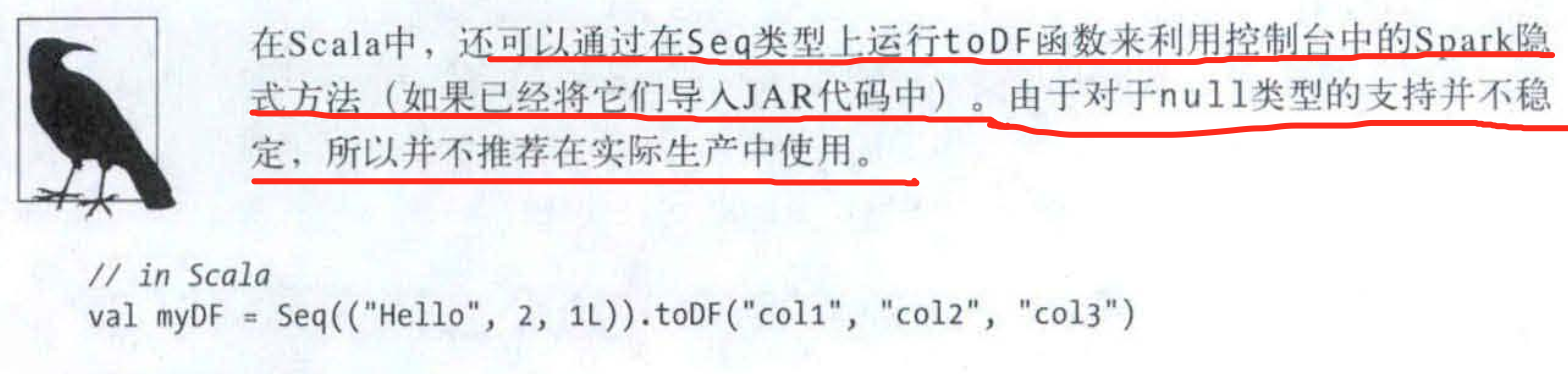 在Scala中，还可以通过在Seq类型上运行toDF函数来利用控制台中的Spark隐
式方法（如果已经将它们导入JAR代码中）。由于对于null类型的支持并不稳
定，所以并不推荐在实际生产中使用。
// in Scala
val myDF = Seq(("Hello", 2, 1L)).toDF("col1", "col2", "col3")